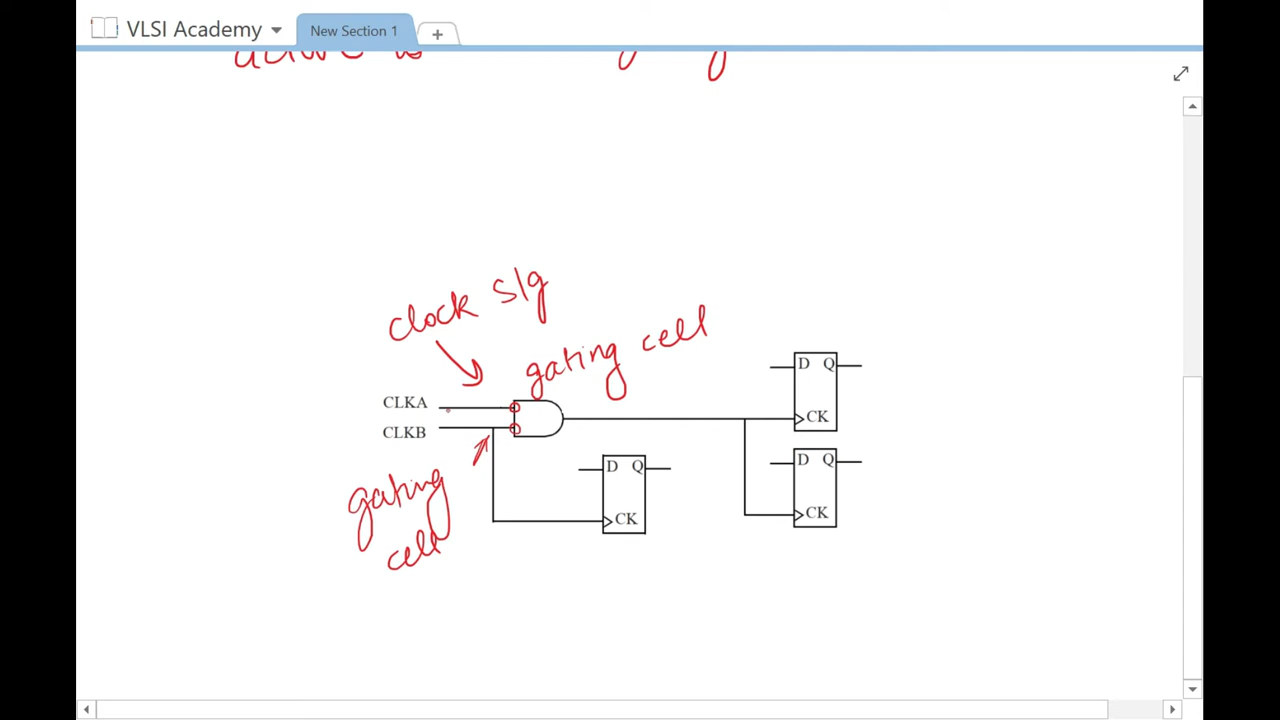 VLSI Academy
New Section 1
clock s/g
gating cell
CLKA
CLKB
gating
cell
D Q
CK
D Q
CK
D Q
CK